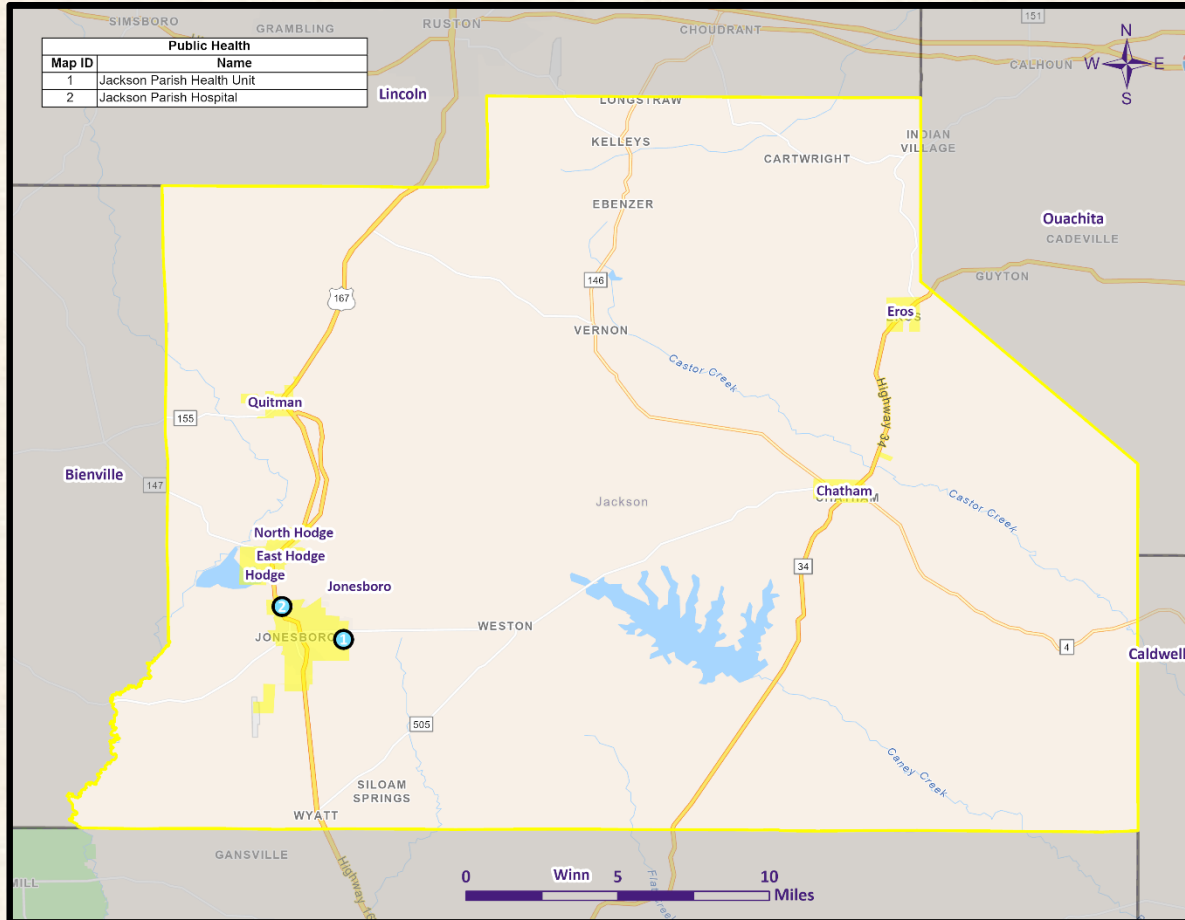 SIMSBORO
GRAMBLING
RUSTON
CHOUDRANT
151
Public Health
Map ID Name
1 Jackson Parish Health Unit
2 Jackson Parish Hospital
N
W E
S
CALHOUN
Lincoln
LONGSTRAW
KELLEYS
CARTWRIGHT
INDIAN
VILLAGE
EBENZER
Ouachita
CADEVILLE
GUYTON
146
167
Eros
VERNON
Castor Creek
Highway 34
Quitman
155
Bienville
147
Chatham
Jackson
Castor Creek
North Hodge
East Hodge
Hodge
Jonesboro
34
2
JONESBORO
1
WESTON
4
Caldwell
505
Caney Creek
SILOAM
SPRINGS
WYATT
GANSVILLE
MILL
Highway 16
0 Winn 5 10
Miles